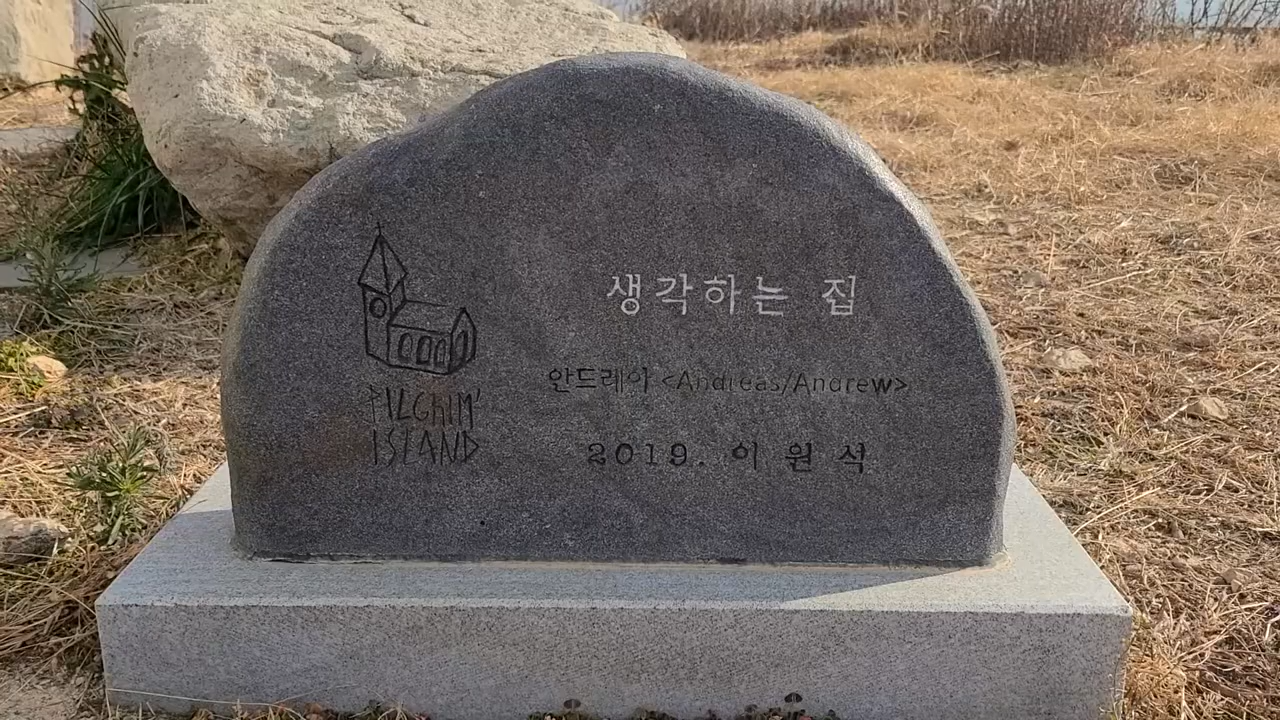 생각하는 집
안드레아 <Andreas/Andrew>
2019. 이원석
PILGRIM'
ISLAND